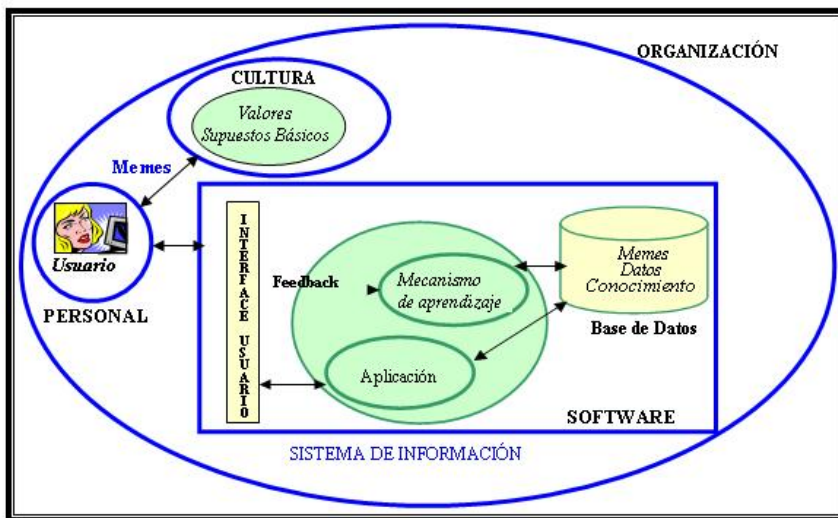 ORGANIZACIÓN
CULTURA
Valores
Supuestos Básicos
Memes
Usuario
PERSONAL
INTERFACE USUARIO
Feedback
Mecanismo
de aprendizaje
Aplicación
Memes
Datos
Conocimiento
Base de Datos
SOFTWARE
SISTEMA DE INFORMACIÓN